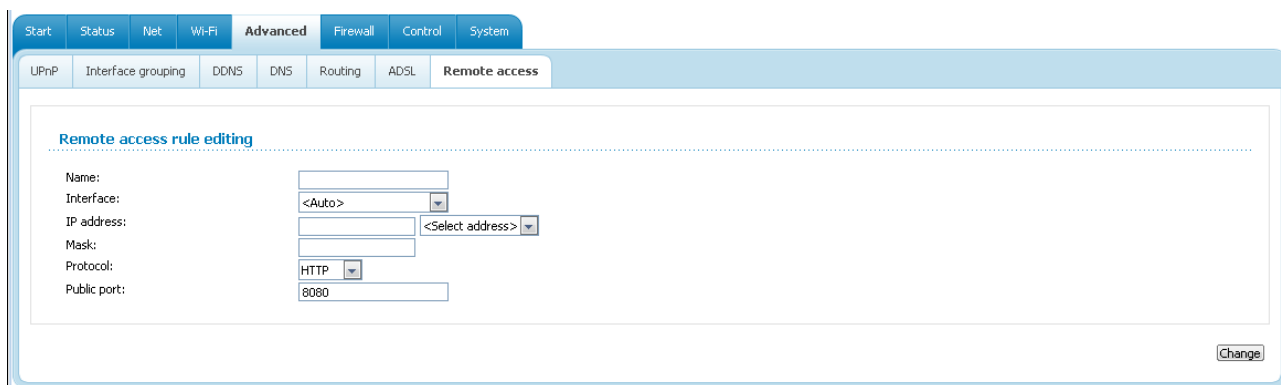 Start Status Net Wi-Fi Advanced Firewall Control System
UPnP Interface grouping DDNS DNS Routing ADSL Remote access
Remote access rule editing
Name:
Interface: <Auto>
IP address: <Select address>
Mask:
Protocol: HTTP
Public port: 8080
Change